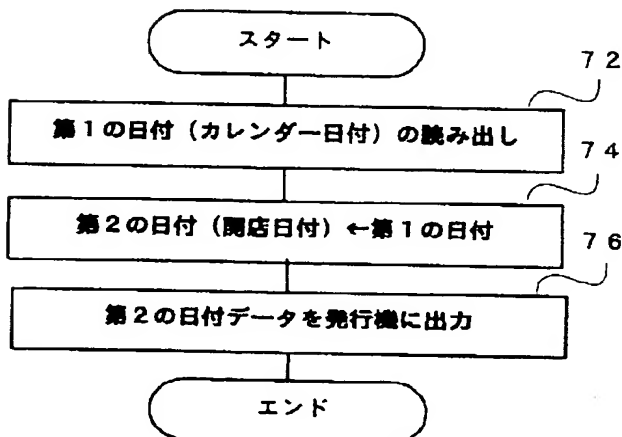 スタート
72
第1の日付（カレンダー日付）の読み出し
74
第2の日付（開店日付）←第1の日付
76
第2の日付データを発行機に出力
エンド